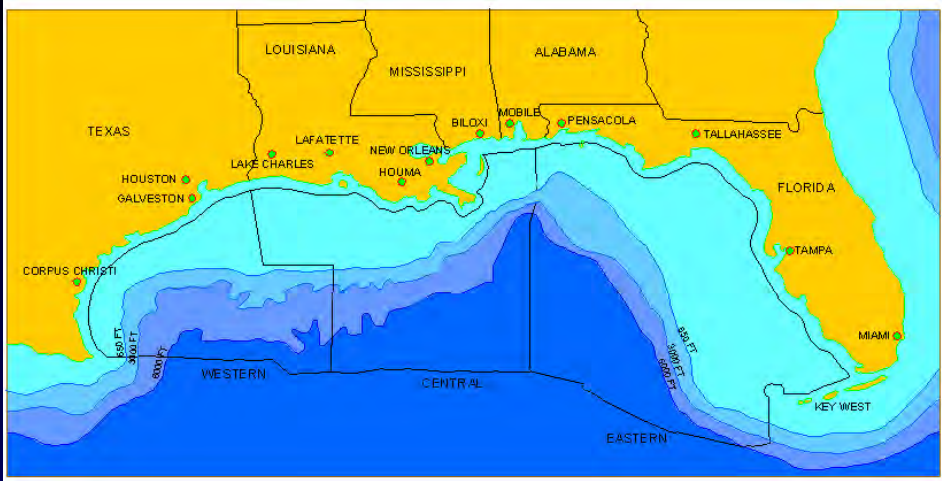 LOUISIANA
ALABAMA
MISSISSIPPI
TEXAS
BILOXI
MOBILE
PENSACOLA
TALLAHASSEE
LAFATETTE
NEW ORLEANS
LAKE CHARLES
HOUMA
HOUSTON
GALVESTON
FLORIDA
TAMPA
CORPUS CHRISTI
650 FT
3000 FT
6000 FT
650 FT
3000 FT
6000 FT
MIAMI
WESTERN
CENTRAL
KEY WEST
EASTERN